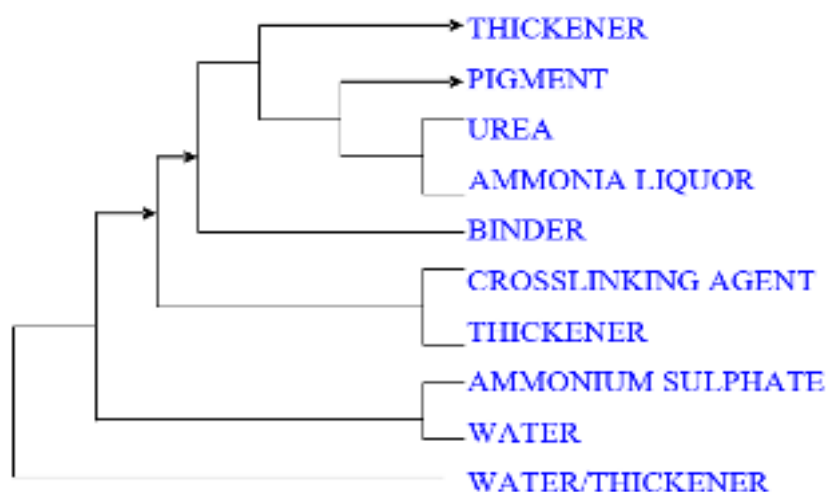 THICKENER
PIGMENT
UREA
AMMONIA LIQUOR
BINDER
CROSSLINKING AGENT
THICKENER
AMMONIUM SULPHATE
WATER
WATER/THICKENER